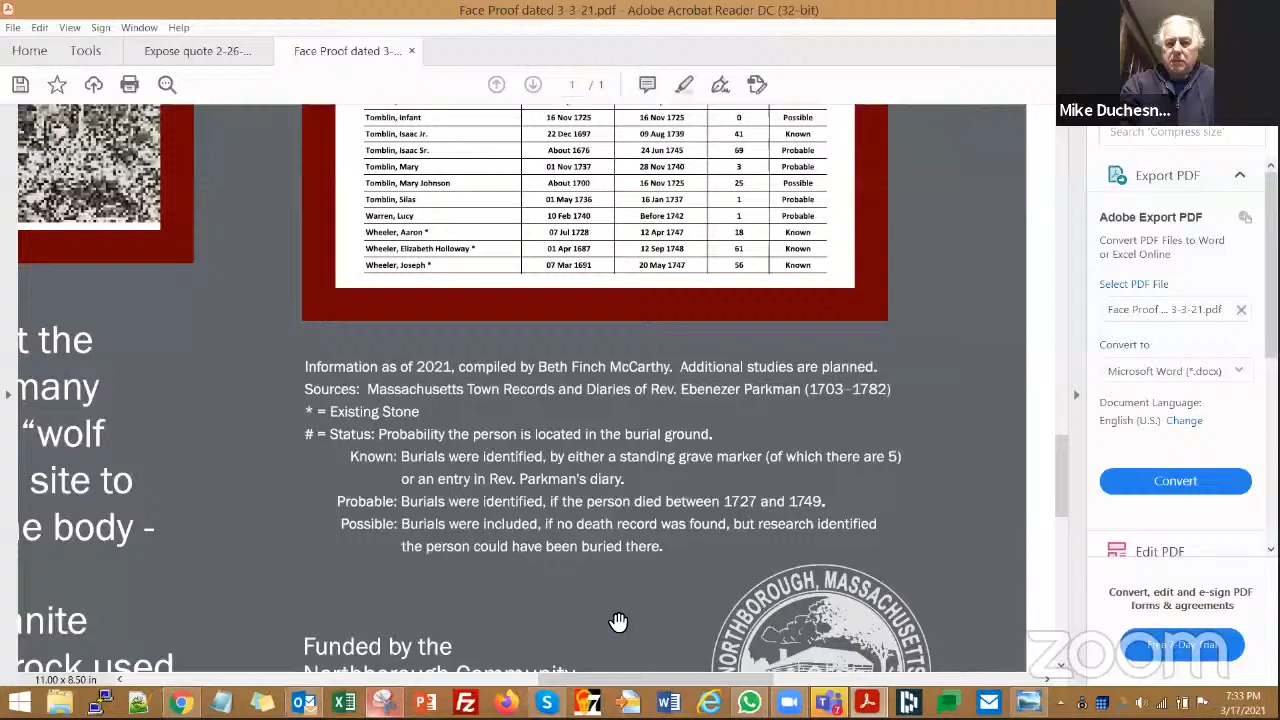 Face Proof dated 3-3-21.pdf - Adobe Acrobat Reader DC (32-bit)
File Edit View Sign Window Help
Home Tools Expose quote 2-26-... Face Proof dated 3-... ×
1 / 1
Mike Duchesn...
Search 'Compress size'
Tomblin, Infant 16 Nov 1725 16 Nov 1725 0 Possible
Tomblin, Isaac Jr. 22 Dec 1697 09 Aug 1739 41 Known
Tomblin, Isaac Sr. About 1676 24 Jun 1745 69 Probable
Tomblin, Mary 01 Nov 1737 28 Nov 1740 3 Probable
Tomblin, Mary Johnson About 1700 16 Nov 1725 25 Possible
Tomblin, Silas 01 May 1736 16 Jan 1737 1 Probable
Warren, Lucy 10 Feb 1740 Before 1742 1 Probable
Wheeler, Aaron * 07 Jul 1728 12 Apr 1747 18 Known
Wheeler, Elizabeth Holloway * 01 Apr 1687 12 Sep 1748 61 Known
Wheeler, Joseph * 07 Mar 1691 20 May 1747 56 Known
t the
many
“wolf
site to
e body -
nite
rock used
Information as of 2021, compiled by Beth Finch McCarthy. Additional studies are planned.
Sources: Massachusetts Town Records and Diaries of Rev. Ebenezer Parkman (1703–1782)
* = Existing Stone
# = Status: Probability the person is located in the burial ground.
Known: Burials were identified, by either a standing grave marker (of which there are 5)
or an entry in Rev. Parkman's diary.
Probable: Burials were identified, if the person died between 1727 and 1749.
Possible: Burials were included, if no death record was found, but research identified
the person could have been buried there.
Funded by the
Northborough Community
NORTHBOROUGH, MASSACHUSETTS
Export PDF
Adobe Export PDF
Convert PDF Files to Word
or Excel Online
Select PDF File
Face Proof ... 3-3-21.pdf
Convert to
Microsoft Word (*.docx)
Document Language:
English (U.S.) Change
Convert
Edit PDF
Convert, edit and e-sign PDF
forms & agreements
Free 7-Day Trial
zoom
11.00 x 8.50 in
7:33 PM
3/17/2021